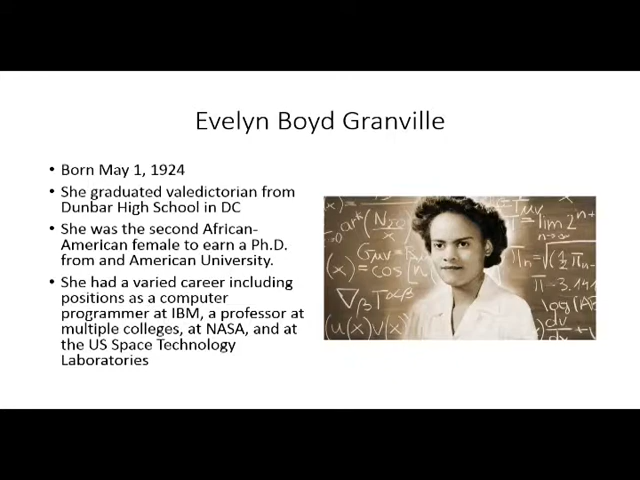 Evelyn Boyd Granville
• Born May 1, 1924
• She graduated valedictorian from
Dunbar High School in DC
• She was the second African-
American female to earn a Ph.D.
from and American University.
• She had a varied career including
positions as a computer
programmer at IBM, a professor at
multiple colleges, at NASA, and at
the US Space Technology
Laboratories